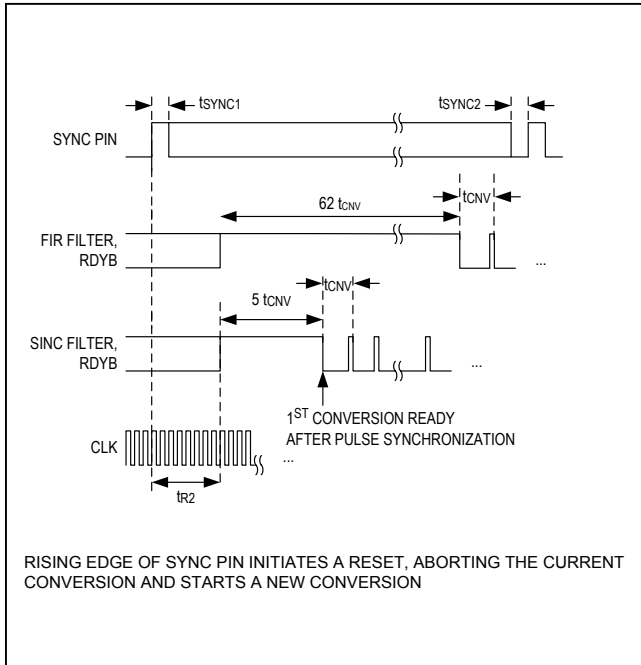 tSYNC1
tSYNC2
SYNC PIN
62 tCNV
tCNV
FIR FILTER,
RDYB
...
tCNV
5 tCNV
SINC FILTER,
RDYB
...
1ST CONVERSION READY
AFTER PULSE SYNCHRONIZATION
CLK
...
tR2
RISING EDGE OF SYNC PIN INITIATES A RESET, ABORTING THE CURRENT
CONVERSION AND STARTS A NEW CONVERSION